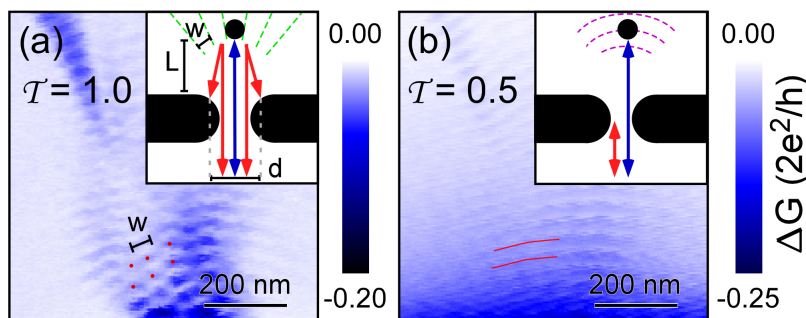 (a)
𝒯 = 1.0
w
L
d
w
200 nm
0.00
-0.20
(b)
𝒯 = 0.5
200 nm
0.00
-0.25
ΔG (2e²/h)